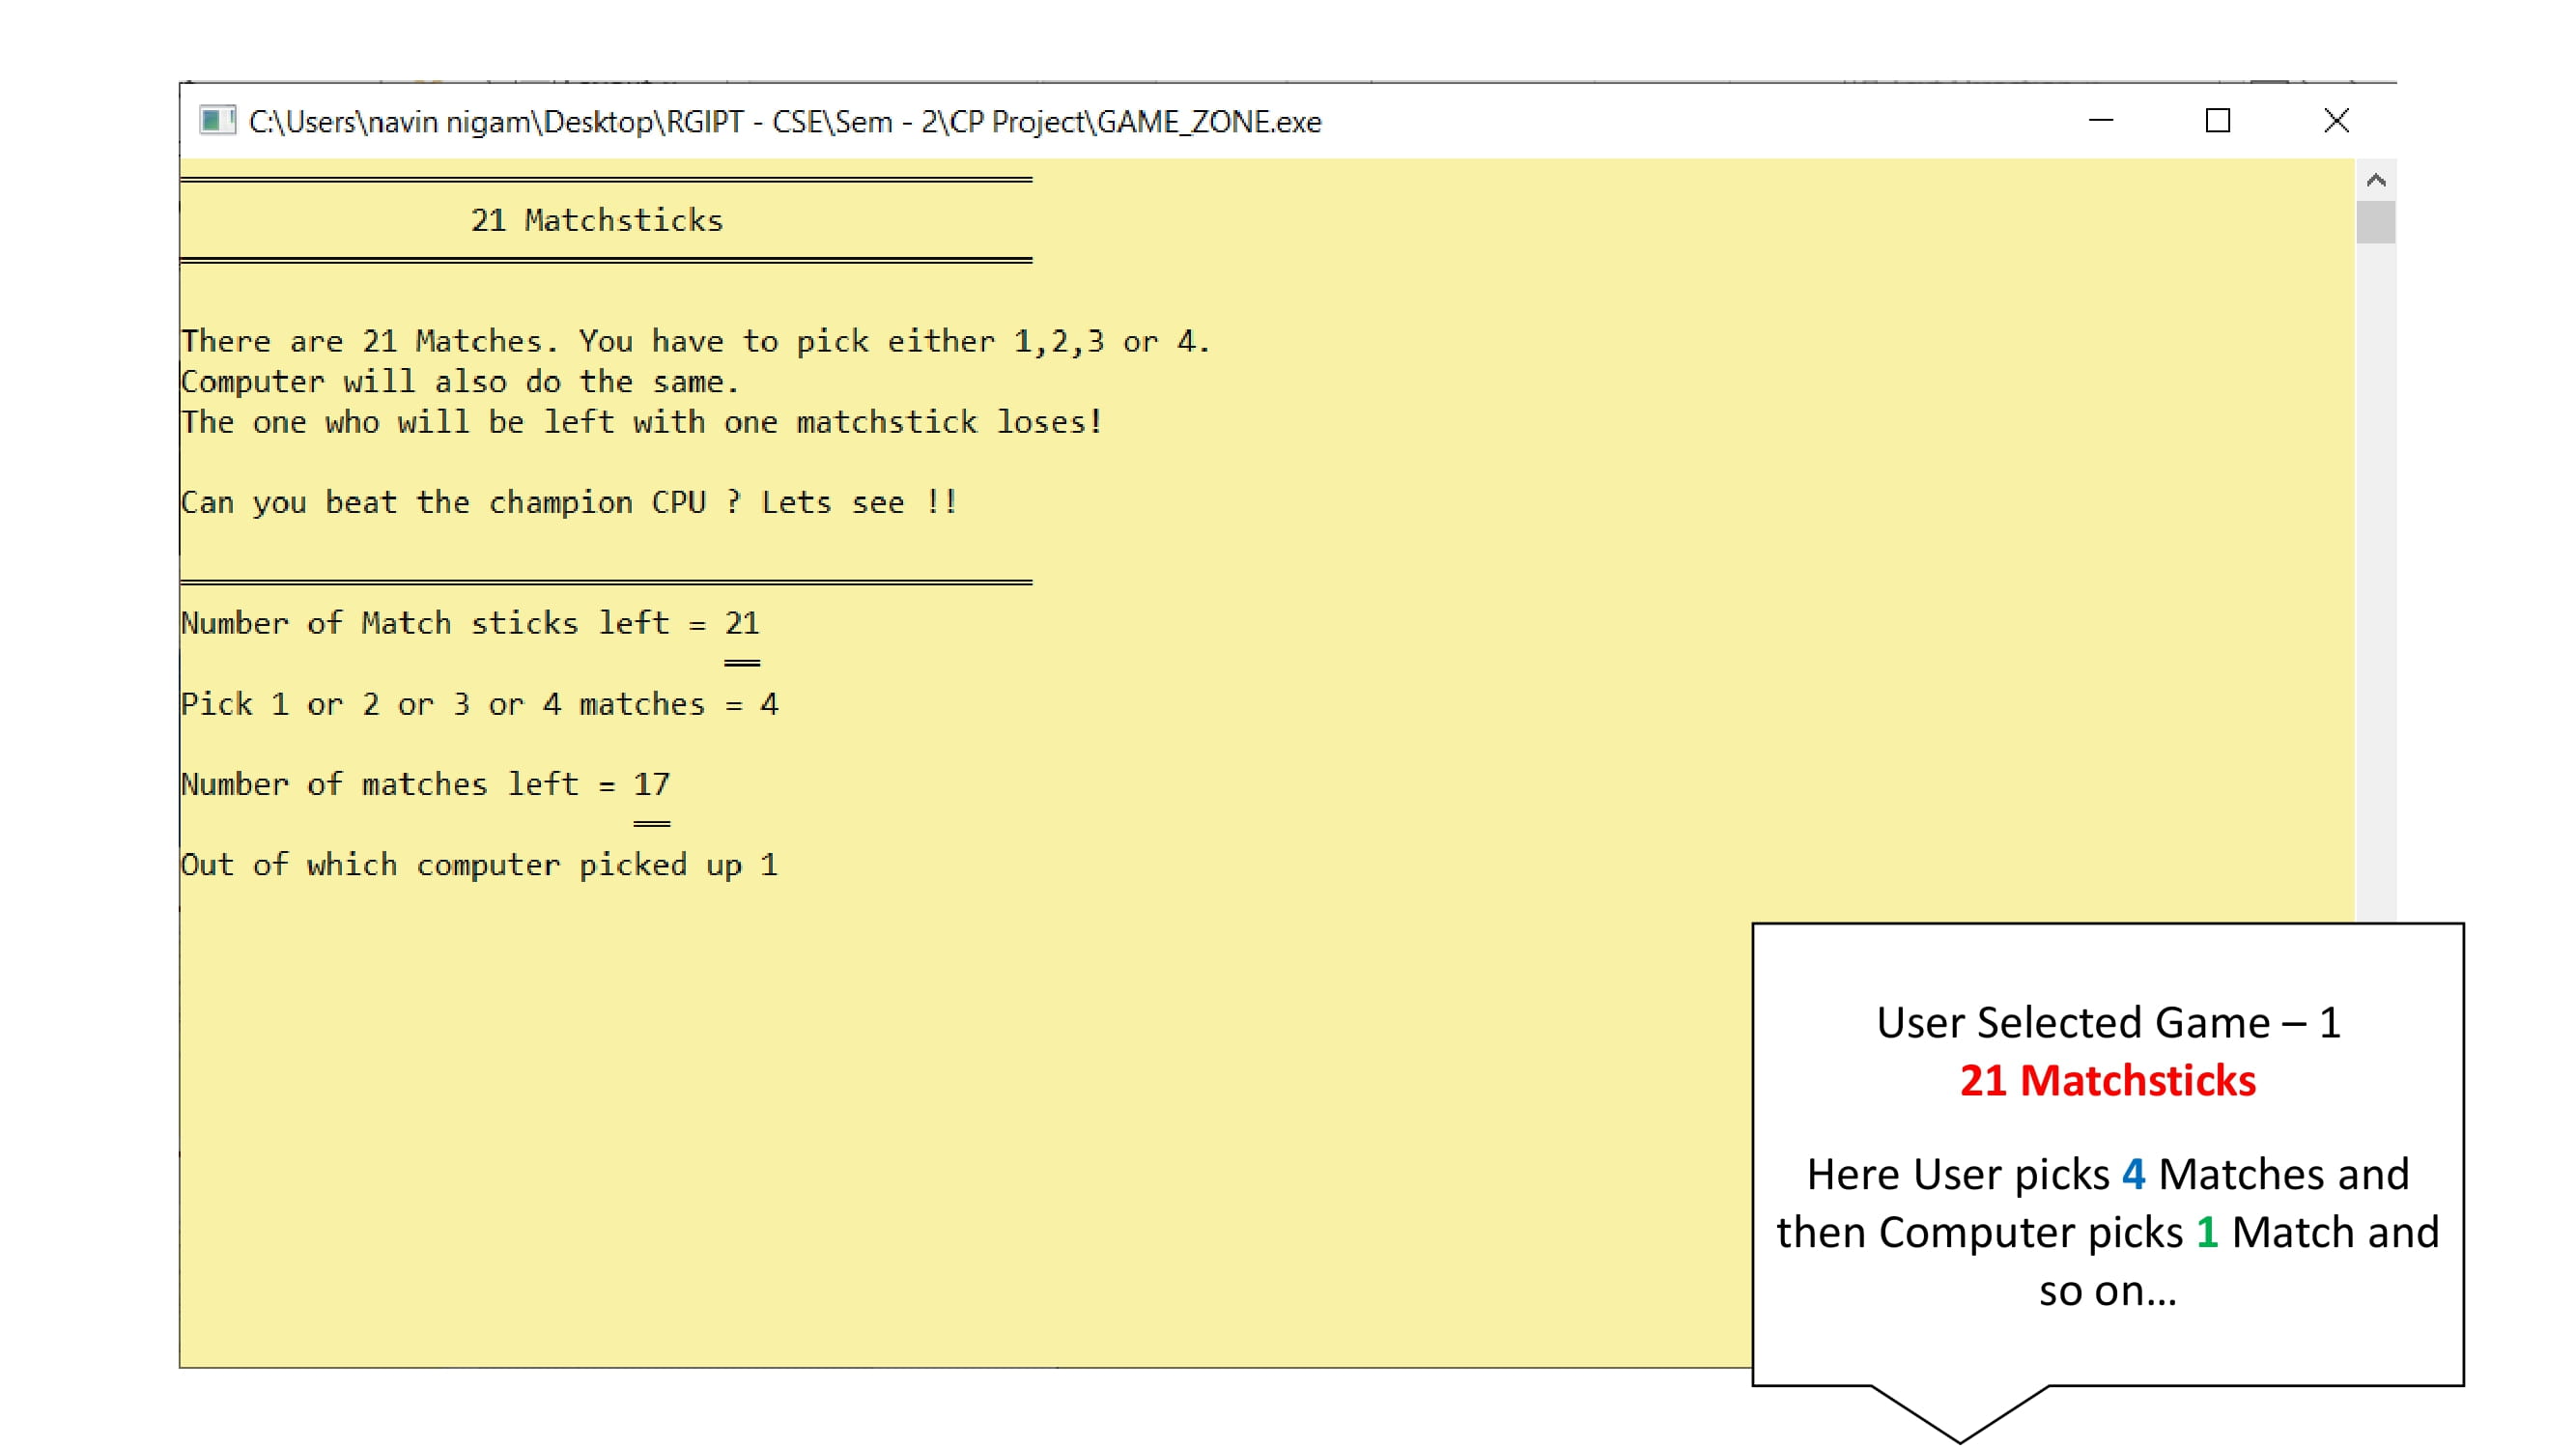 C:\Users\navin nigam\Desktop\RGIPT - CSE\Sem - 2\CP Project\GAME_ZONE.exe
21 Matchsticks
There are 21 Matches. You have to pick either 1,2,3 or 4.
Computer will also do the same.
The one who will be left with one matchstick loses!
Can you beat the champion CPU ? Lets see !!
Number of Match sticks left = 21
Pick 1 or 2 or 3 or 4 matches = 4
Number of matches left = 17
Out of which computer picked up 1
User Selected Game – 1
21 Matchsticks
Here User picks 4 Matches and
then Computer picks 1 Match and
so on…